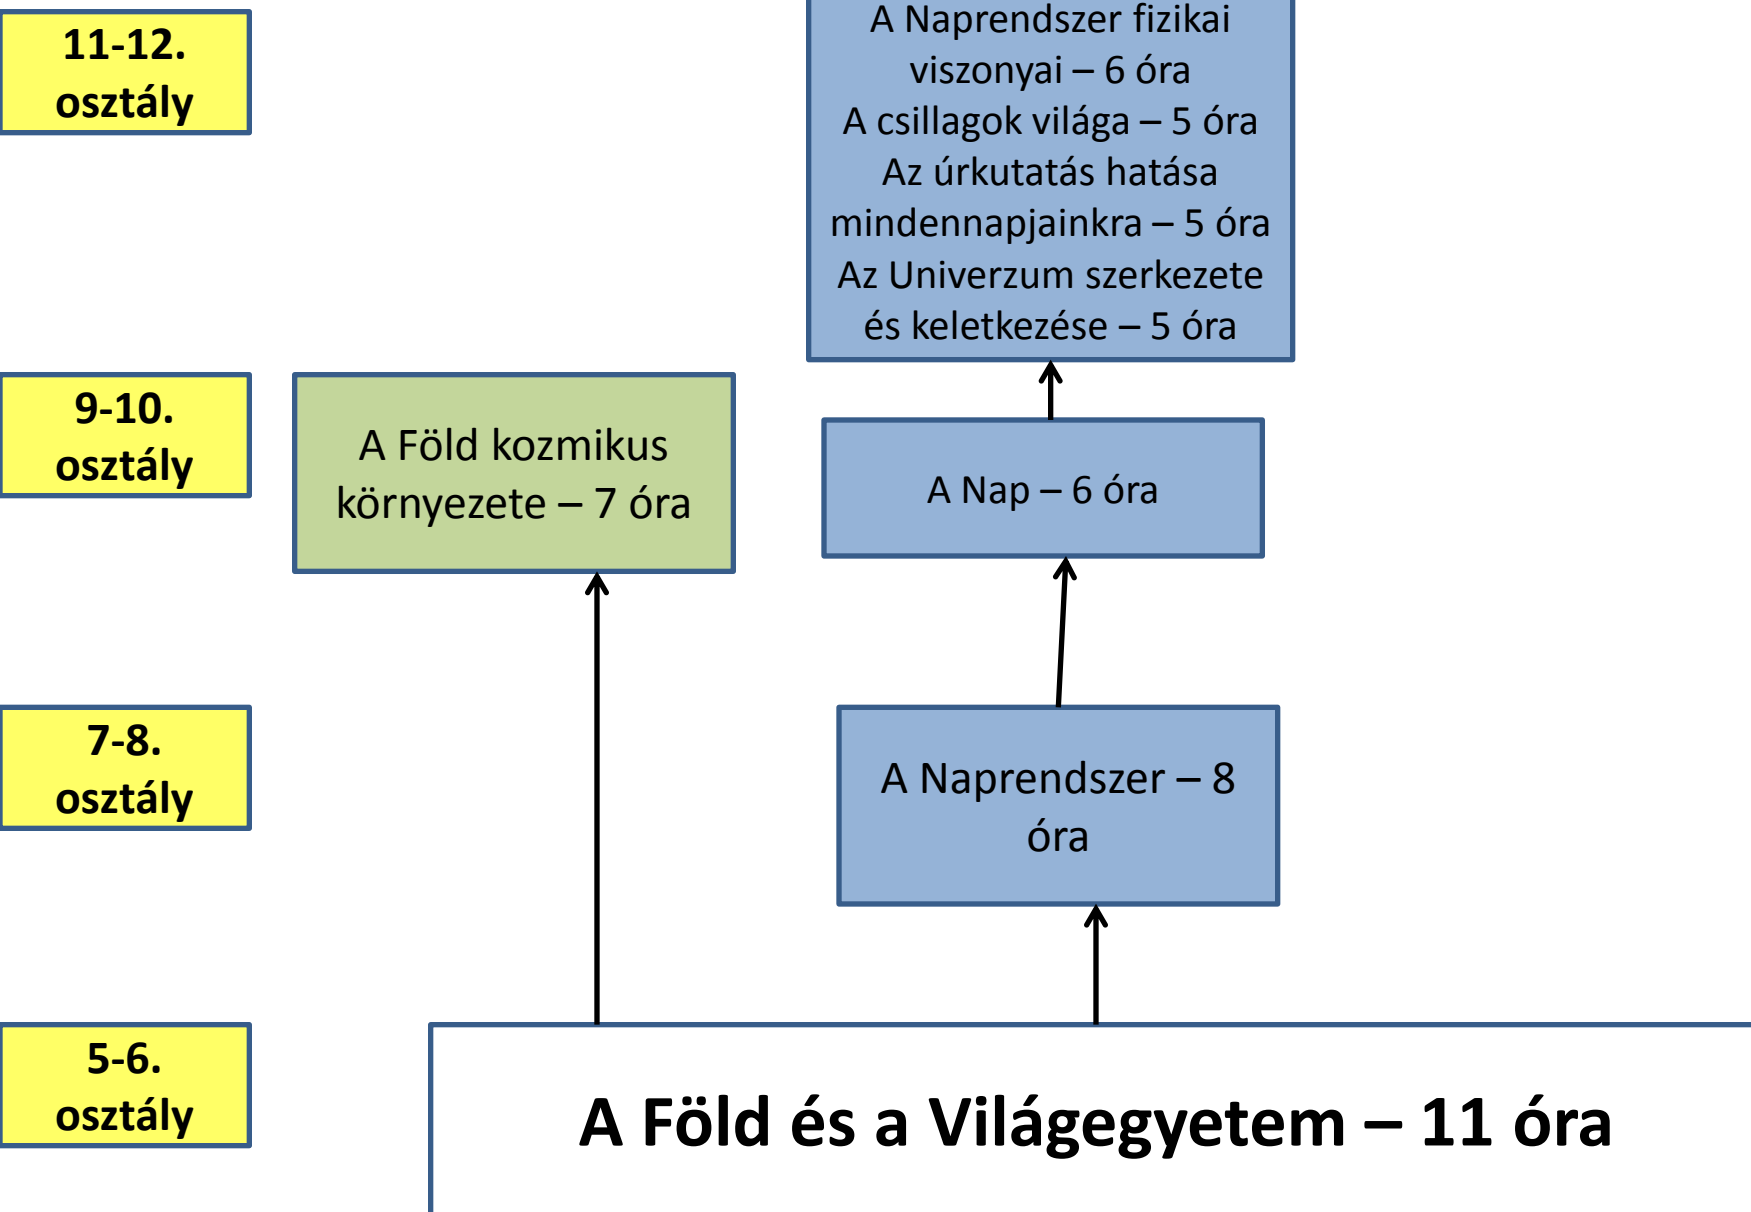 11-12.
osztály
A Naprendszer fizikai
viszonyai – 6 óra
A csillagok világa – 5 óra
Az úrkutatás hatása
mindennapjainkra – 5 óra
Az Univerzum szerkezete
és keletkezése – 5 óra
9-10.
osztály
A Föld kozmikus
környezete – 7 óra
A Nap – 6 óra
7-8.
osztály
A Naprendszer – 8
óra
5-6.
osztály
A Föld és a Világegyetem – 11 óra